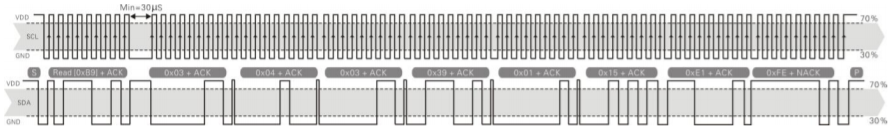 Min=30μS
VDD 70%
SCL
GND 30%
S Read [0xB9] + ACK 0x03 + ACK 0x04 + ACK 0x03 + ACK 0x39 + ACK 0x01 + ACK 0x15 + ACK 0xE1 + ACK 0xFE + NACK P
VDD 70%
SDA
GND 30%